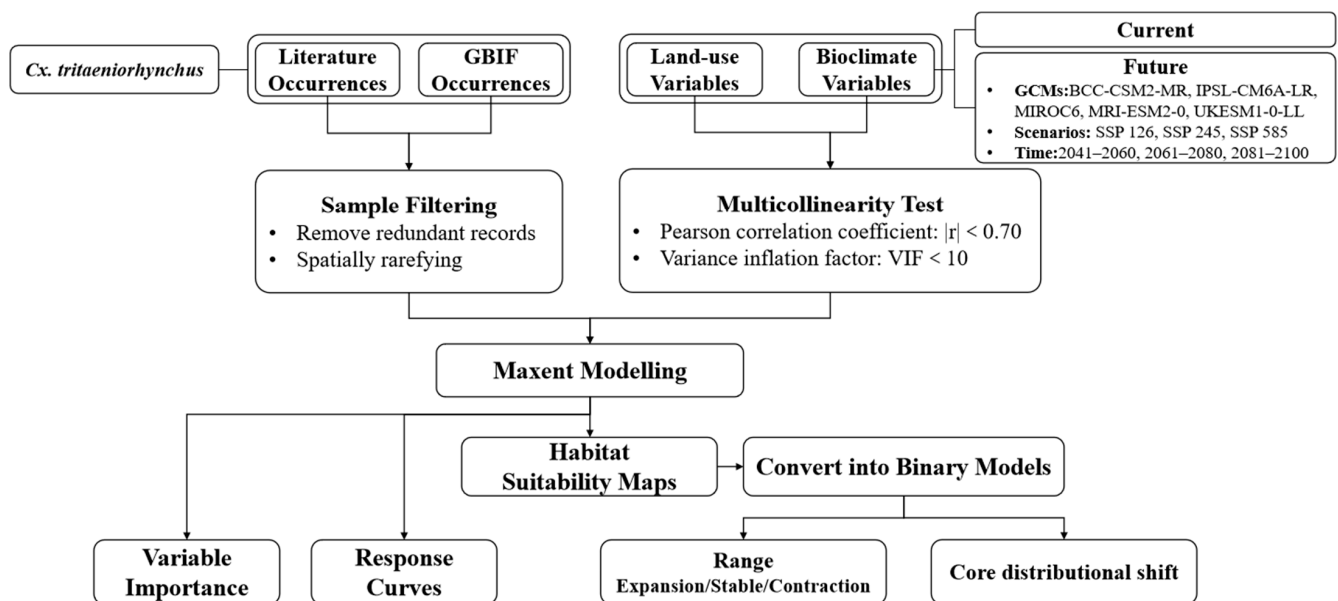 Cx. tritaeniorhynchus
Literature
Occurrences
GBIF
Occurrences
Land-use
Variables
Bioclimate
Variables
Current
Future
• GCMs:BCC-CSM2-MR, IPSL-CM6A-LR,
MIROC6, MRI-ESM2-0, UKESM1-0-LL
• Scenarios: SSP 126, SSP 245, SSP 585
• Time:2041–2060, 2061–2080, 2081–2100
Sample Filtering
• Remove redundant records
• Spatially rarefying
Multicollinearity Test
• Pearson correlation coefficient: |r| < 0.70
• Variance inflation factor: VIF < 10
Maxent Modelling
Habitat
Suitability Maps
Convert into Binary Models
Variable
Importance
Response
Curves
Range
Expansion/Stable/Contraction
Core distributional shift